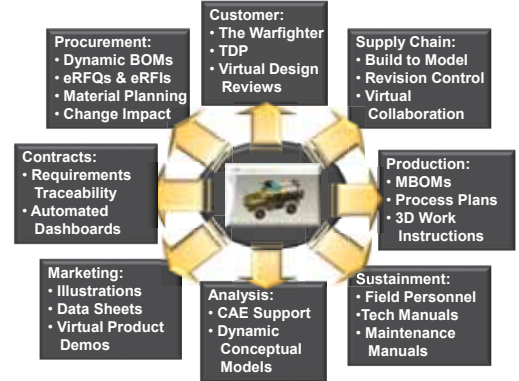 Customer:
• The Warfighter
• TDP
• Virtual Design
Reviews
Procurement:
• Dynamic BOMs
• eRFQs & eRFIs
• Material Planning
• Change Impact
Supply Chain:
• Build to Model
• Revision Control
• Virtual
Collaboration
Contracts:
• Requirements
Traceability
• Automated
Dashboards
Production:
• MBOMs
• Process Plans
• 3D Work
Instructions
Marketing:
• Illustrations
• Data Sheets
• Virtual Product
Demos
Analysis:
• CAE Support
• Dynamic
Conceptual
Models
Sustainment:
• Field Personnel
•Tech Manuals
• Maintenance
Manuals